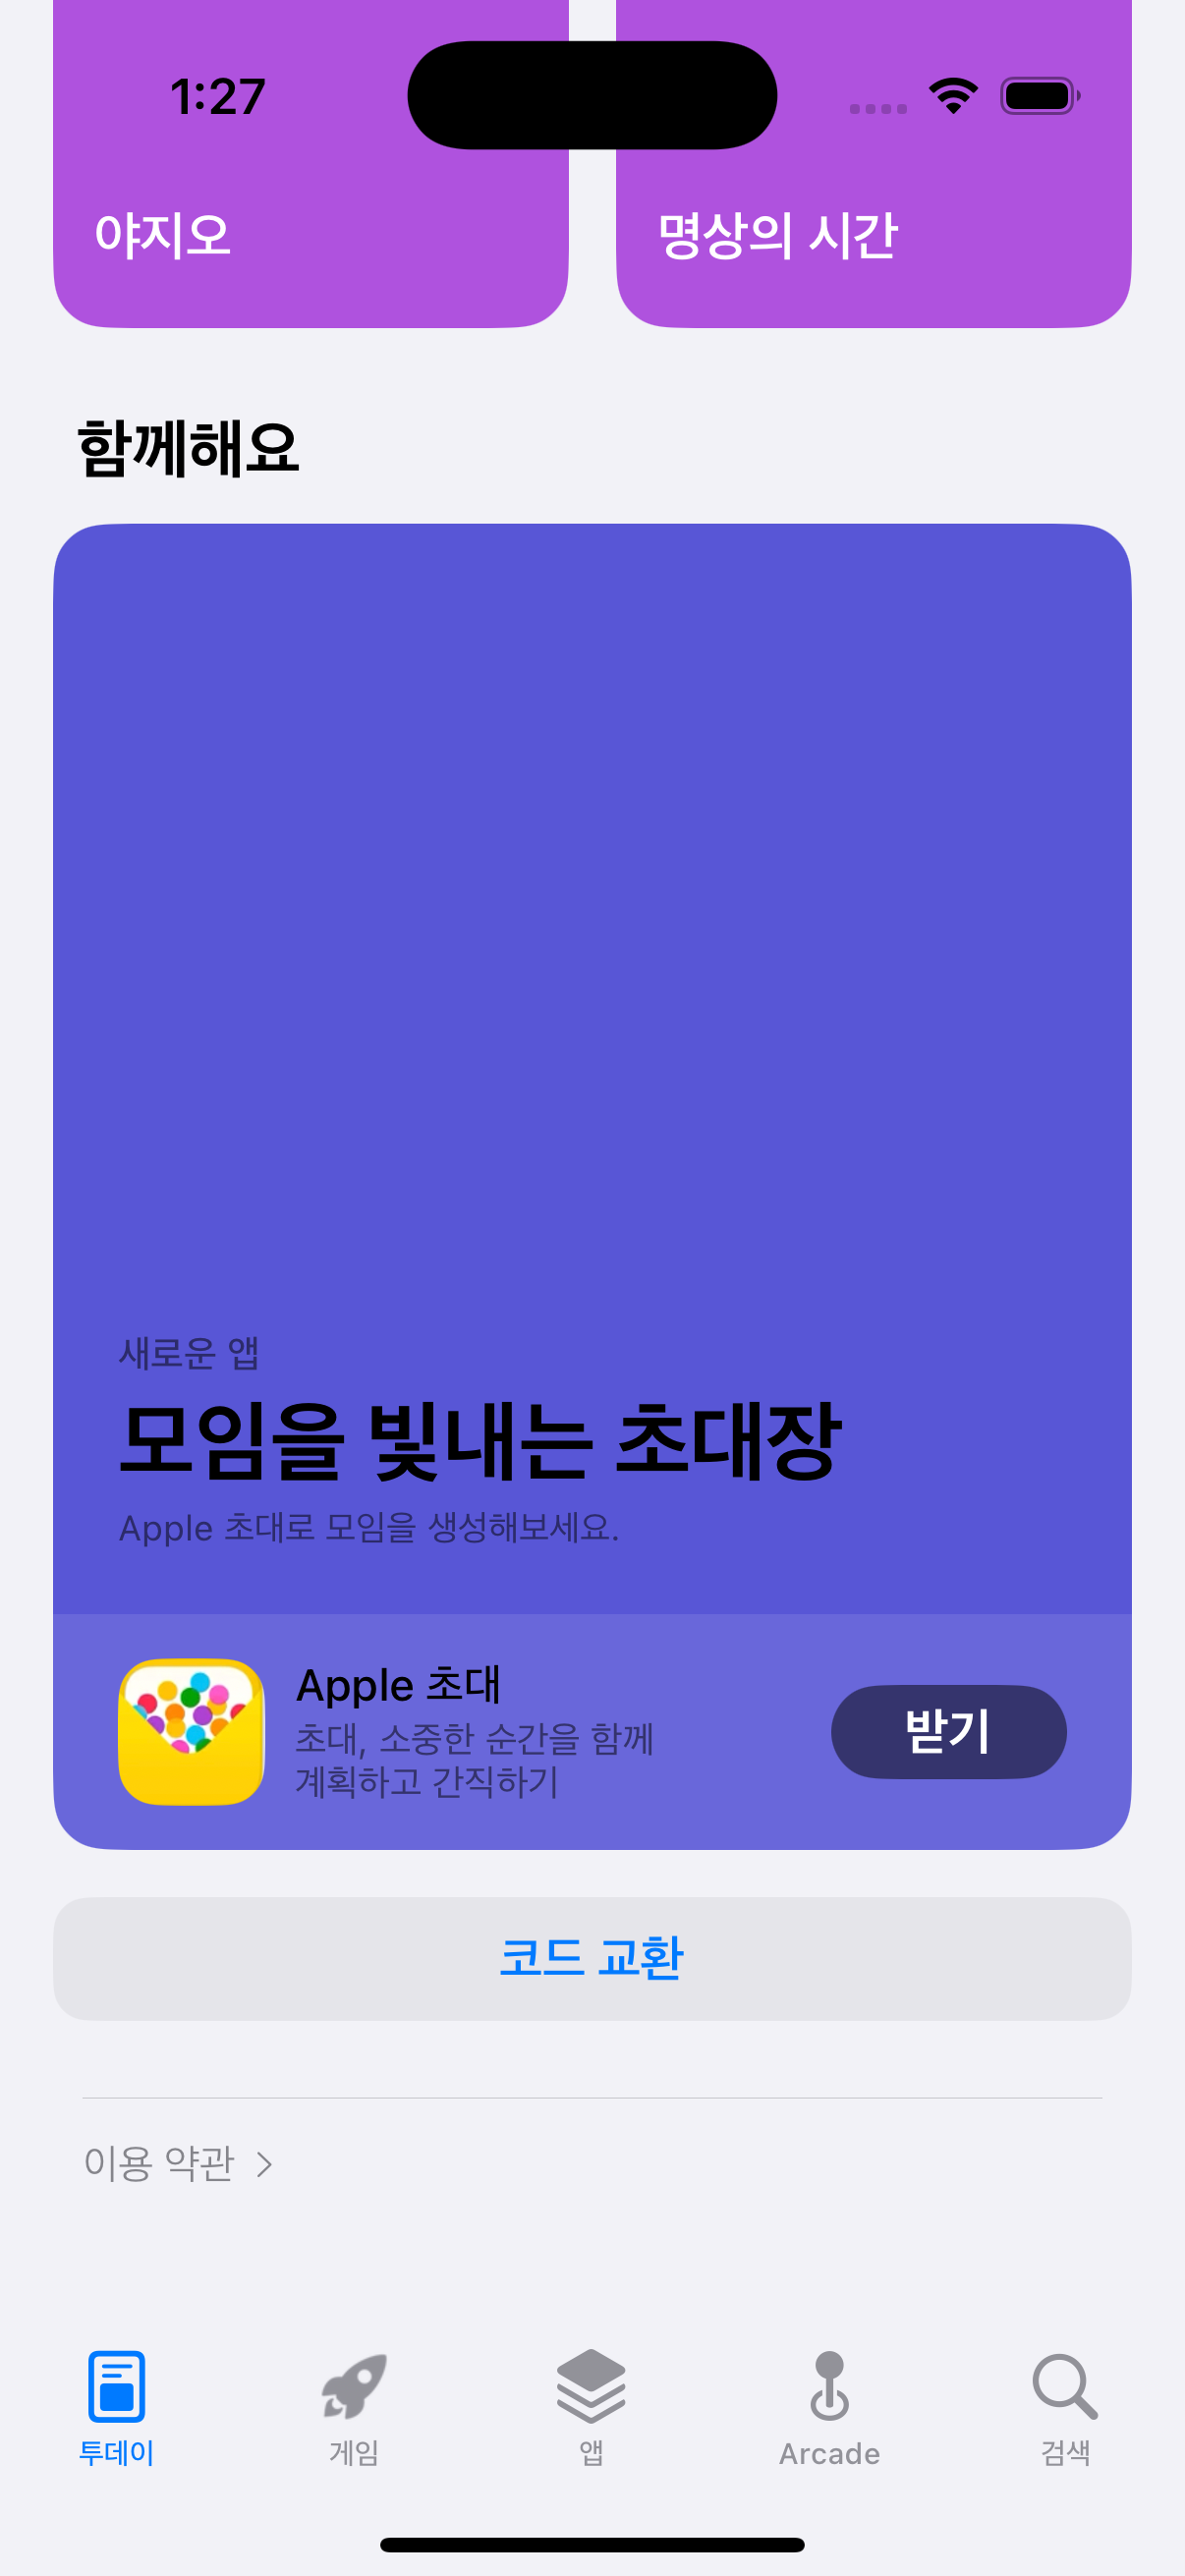 1:27
야지오
명상의 시간
함께해요
새로운 앱
모임을 빛내는 초대장
Apple 초대로 모임을 생성해보세요.
Apple 초대
초대, 소중한 순간을 함께
계획하고 간직하기
받기
코드 교환
이용 약관
투데이
게임
앱
Arcade
검색